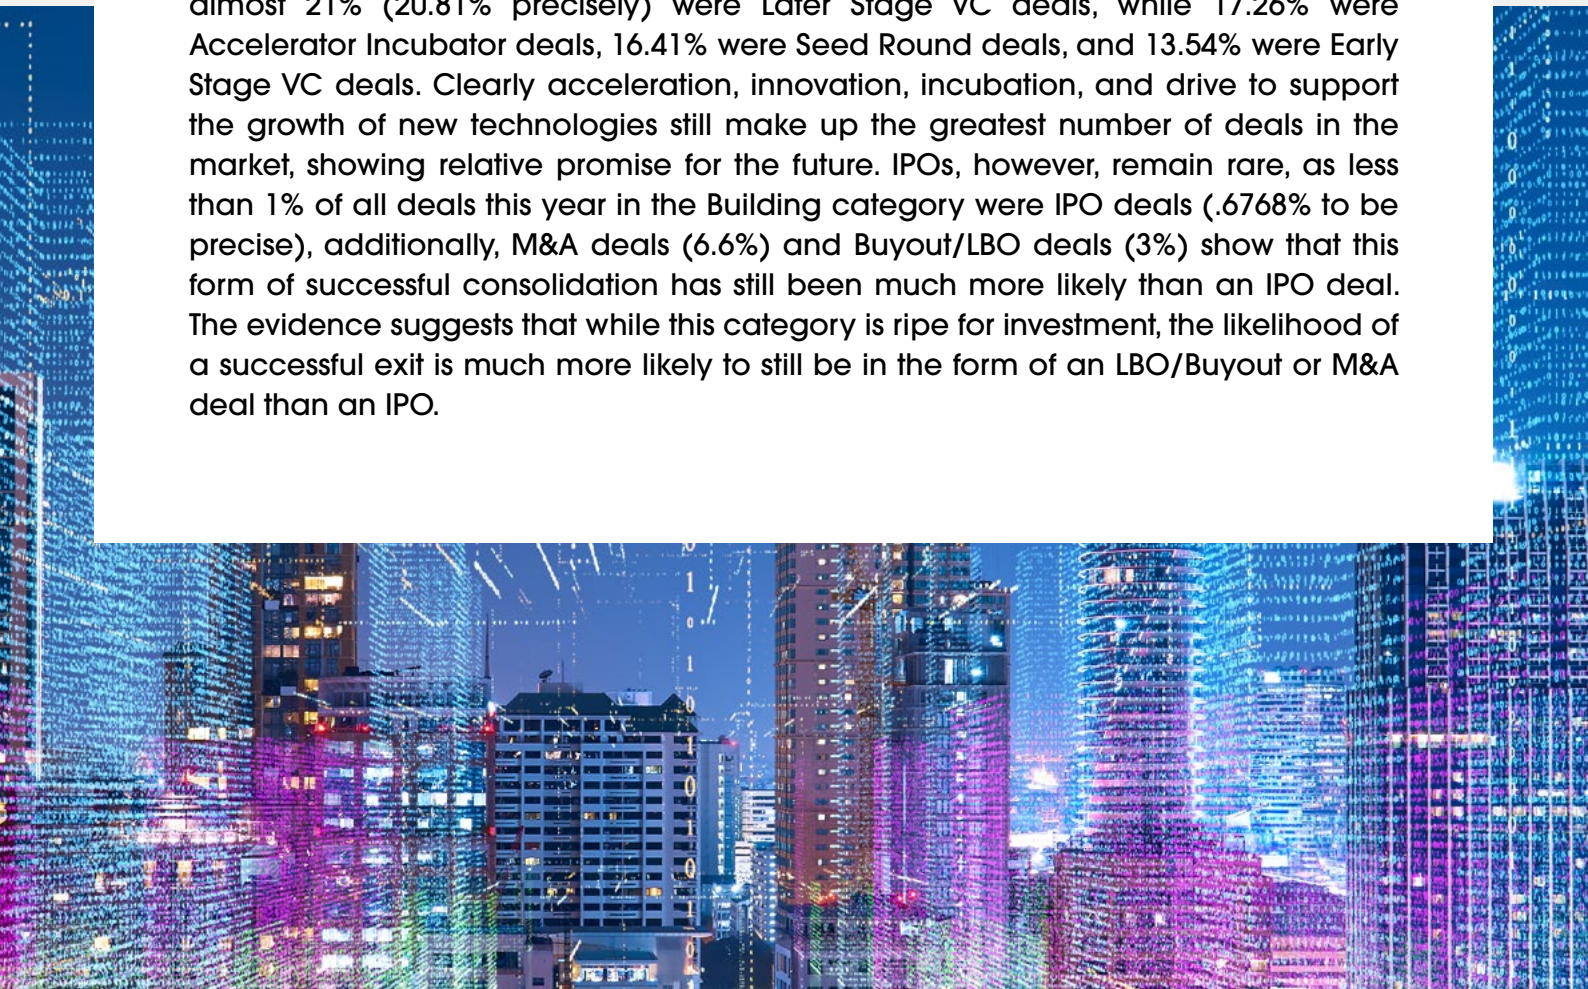 almost 21% (20.81% precisely) were Later Stage VC deals, while 17.26% were
Accelerator Incubator deals, 16.41% were Seed Round deals, and 13.54% were Early
Stage VC deals. Clearly acceleration, innovation, incubation, and drive to support
the growth of new technologies still make up the greatest number of deals in the
market, showing relative promise for the future. IPOs, however, remain rare, as less
than 1% of all deals this year in the Building category were IPO deals (.6768% to be
precise), additionally, M&A deals (6.6%) and Buyout/LBO deals (3%) show that this
form of successful consolidation has still been much more likely than an IPO deal.
The evidence suggests that while this category is ripe for investment, the likelihood of
a successful exit is much more likely to still be in the form of an LBO/Buyout or M&A
deal than an IPO.